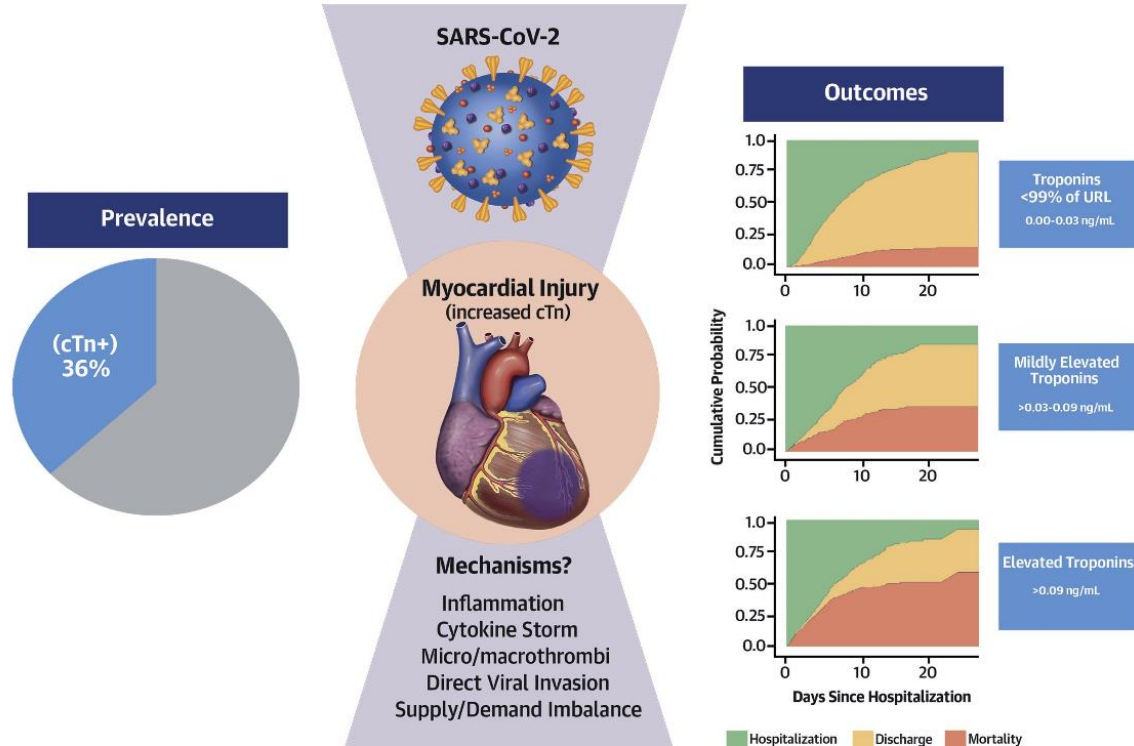 Prevalence
(cTn+)
36%
SARS-CoV-2
Myocardial Injury
(increased cTn)
Mechanisms?
Inflammation
Cytokine Storm
Micro/macrothrombi
Direct Viral Invasion
Supply/Demand Imbalance
Outcomes
Cumulative Probability
1.0
0.75
0.50
0.25
0.0
0
10
20
Troponins
<99% of URL
0.00-0.03 ng/mL
1.0
0.75
0.50
0.25
0.0
0
10
20
Mildly Elevated
Troponins
>0.03-0.09 ng/mL
1.0
0.75
0.50
0.25
0.0
0
10
20
Elevated Troponins
>0.09 ng/mL
Days Since Hospitalization
Hospitalization
Discharge
Mortality